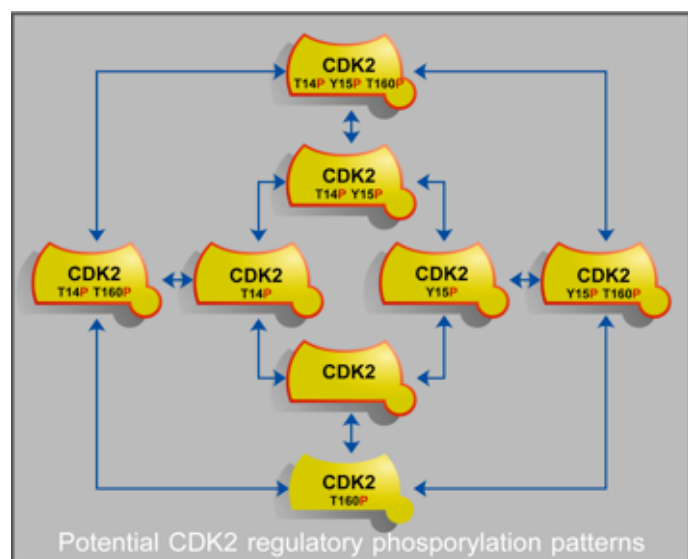 CDK2
T14P Y15P T160P
CDK2
T14P Y15P
CDK2
T14P T160P
CDK2
T14P
CDK2
Y15P
CDK2
Y15P T160P
CDK2
CDK2
T160P
Potential CDK2 regulatory phosporylation patterns